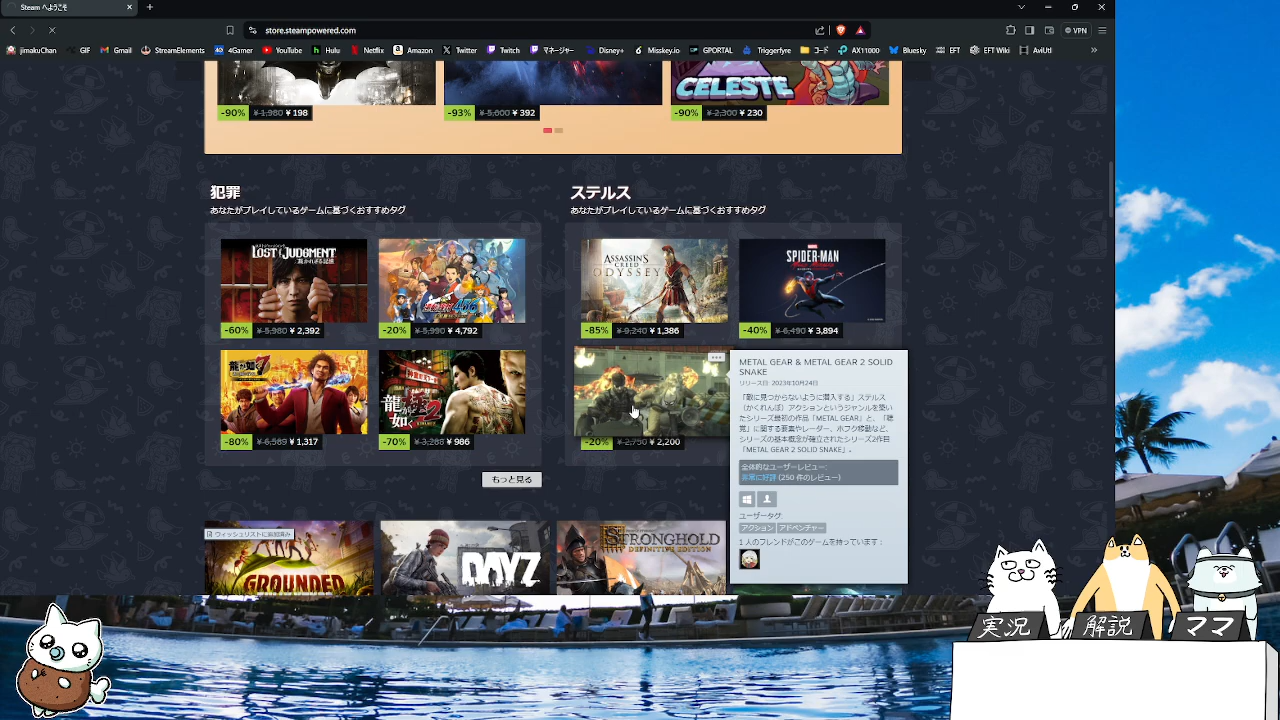 Steam へようこそ
store.steampowered.com
VPN
jimakuChan GIF Gmail StreamElements 4Gamer YouTube Hulu Netflix Amazon Twitter Twitch マネージャー Disney+ Misskey.io GPORTAL Triggerfyre コード AX11000 Bluesky EFT EFT Wiki AviUtl
CELESTE
-90% ¥ 1,980 ¥ 198
-93% ¥ 5,600 ¥ 392
-90% ¥ 2,300 ¥ 230
犯罪
あなたがプレイしているゲームに基づくおすすめタグ
ステルス
あなたがプレイしているゲームに基づくおすすめタグ
LOST JUDGMENT
ASSASSIN'S CREED
ODYSSEY
MARVEL
SPIDER-MAN
-60% ¥ 5,980 ¥ 2,392
-20% ¥ 5,990 ¥ 4,792
-85% ¥ 9,240 ¥ 1,386
-40% ¥ 6,490 ¥ 3,894
龍が如く7
龍が如く2
-80% ¥ 6,589 ¥ 1,317
-70% ¥ 3,288 ¥ 986
-20% ¥ 2,750 ¥ 2,200
METAL GEAR & METAL GEAR 2 SOLID
SNAKE
リリース日: 2023年10月24日
「敵に見つからないように潜入する」ステルス
（かくれんぼ）アクションというジャンルを築い
たシリーズ最初の作品「METAL GEAR」と、「聴
覚」に関する要素やレーダー、ホフク移動など、
シリーズの基本概念が確立されたシリーズ2作目
「METAL GEAR 2 SOLID SNAKE」。
全体的なユーザーレビュー:
非常に好評 (250 件のレビュー)
ユーザータグ:
アクション アドベンチャー
1 人のフレンドがこのゲームを持っています：
もっと見る
ウィッシュリストに追加済み
GROUNDED
DAYZ
STRONGHOLD
DEFINITIVE EDITION
実況 解説 ママ